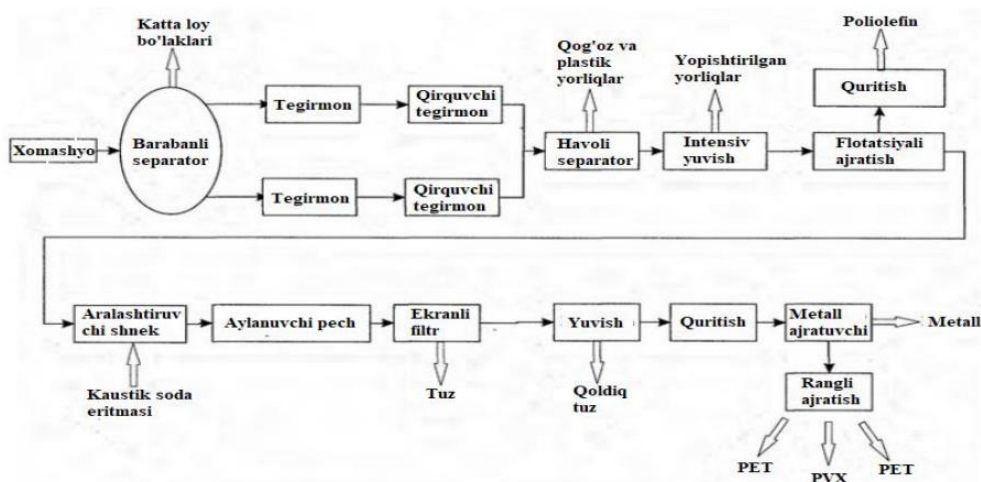 Katta loy
bo'laklari
Xomashyo
Barabanli
separator
Tegirmon
Qirquvchi
tegirmon
Tegirmon
Qirquvchi
tegirmon
Qog'oz va
plastik
yorliqlar
Havoli
separator
Yopishtirilgan
yorliqlar
Intensiv
yuvish
Poliolefin
Quritish
Flotatsiyali
ajratish
Aralashtiruv
chi shnek
Kaustik soda
eritmasi
Aylanuvchi pech
Ekranli
filtr
Tuz
Yuvish
Qoldiq
tuz
Quritish
Metall
ajratuvchi
Metall
Rangli
ajratish
PET
PVX
PET